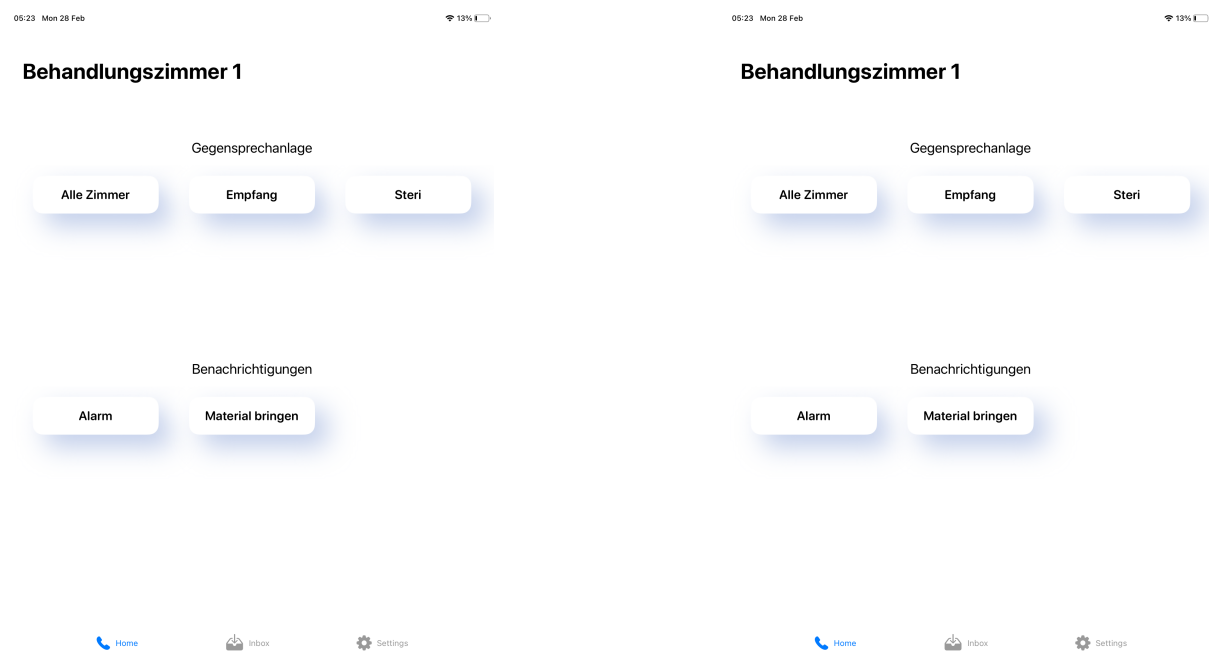 05:23 Mon 28 Feb 13%
Behandlungszimmer 1
Gegensprechanlage
Alle Zimmer Empfang Steri
Benachrichtigungen
Alarm Material bringen
Home Inbox Settings
05:23 Mon 28 Feb 13%
Behandlungszimmer 1
Gegensprechanlage
Alle Zimmer Empfang Steri
Benachrichtigungen
Alarm Material bringen
Home Inbox Settings